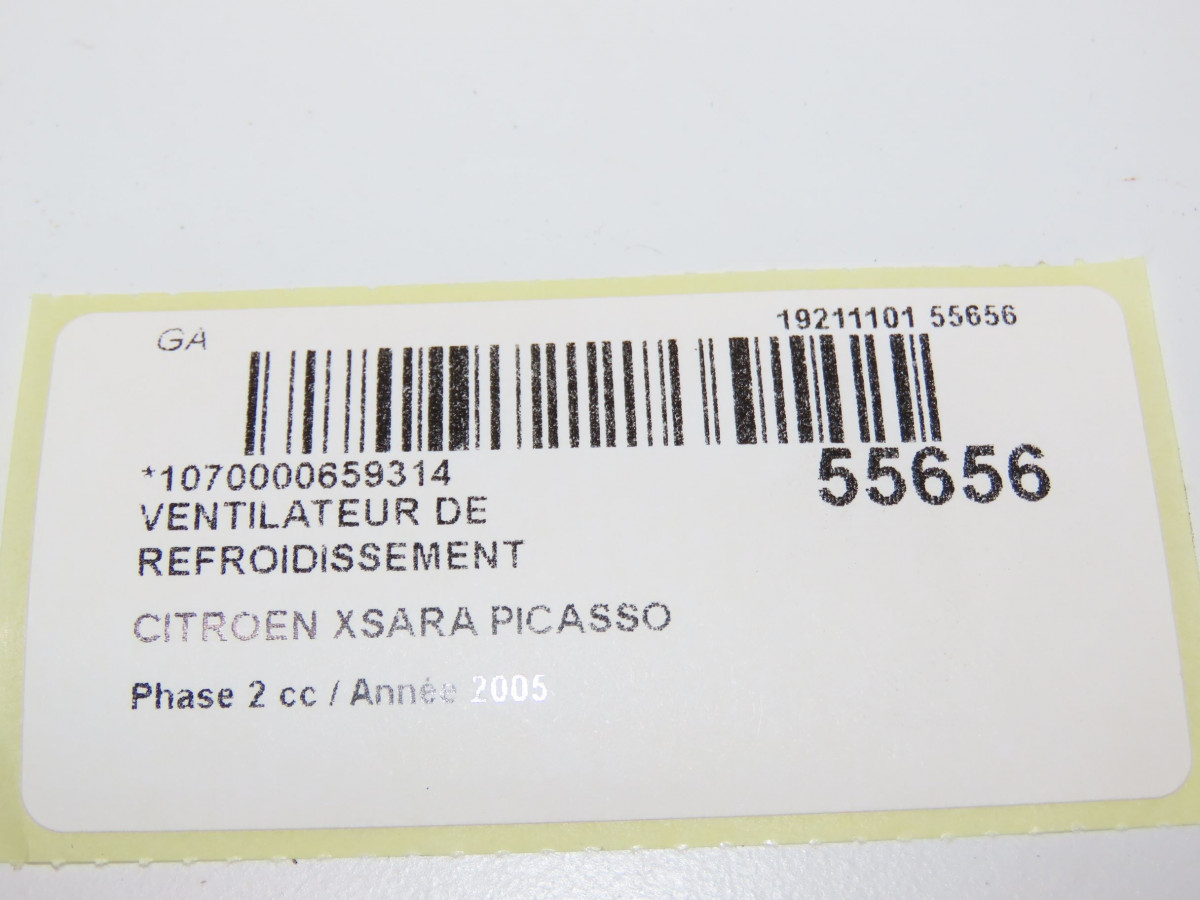 GA
19211101 55656
*1070000659314
55656
VENTILATEUR DE
REFROIDISSEMENT
CITROEN XSARA PICASSO
Phase 2 cc / Année 2005